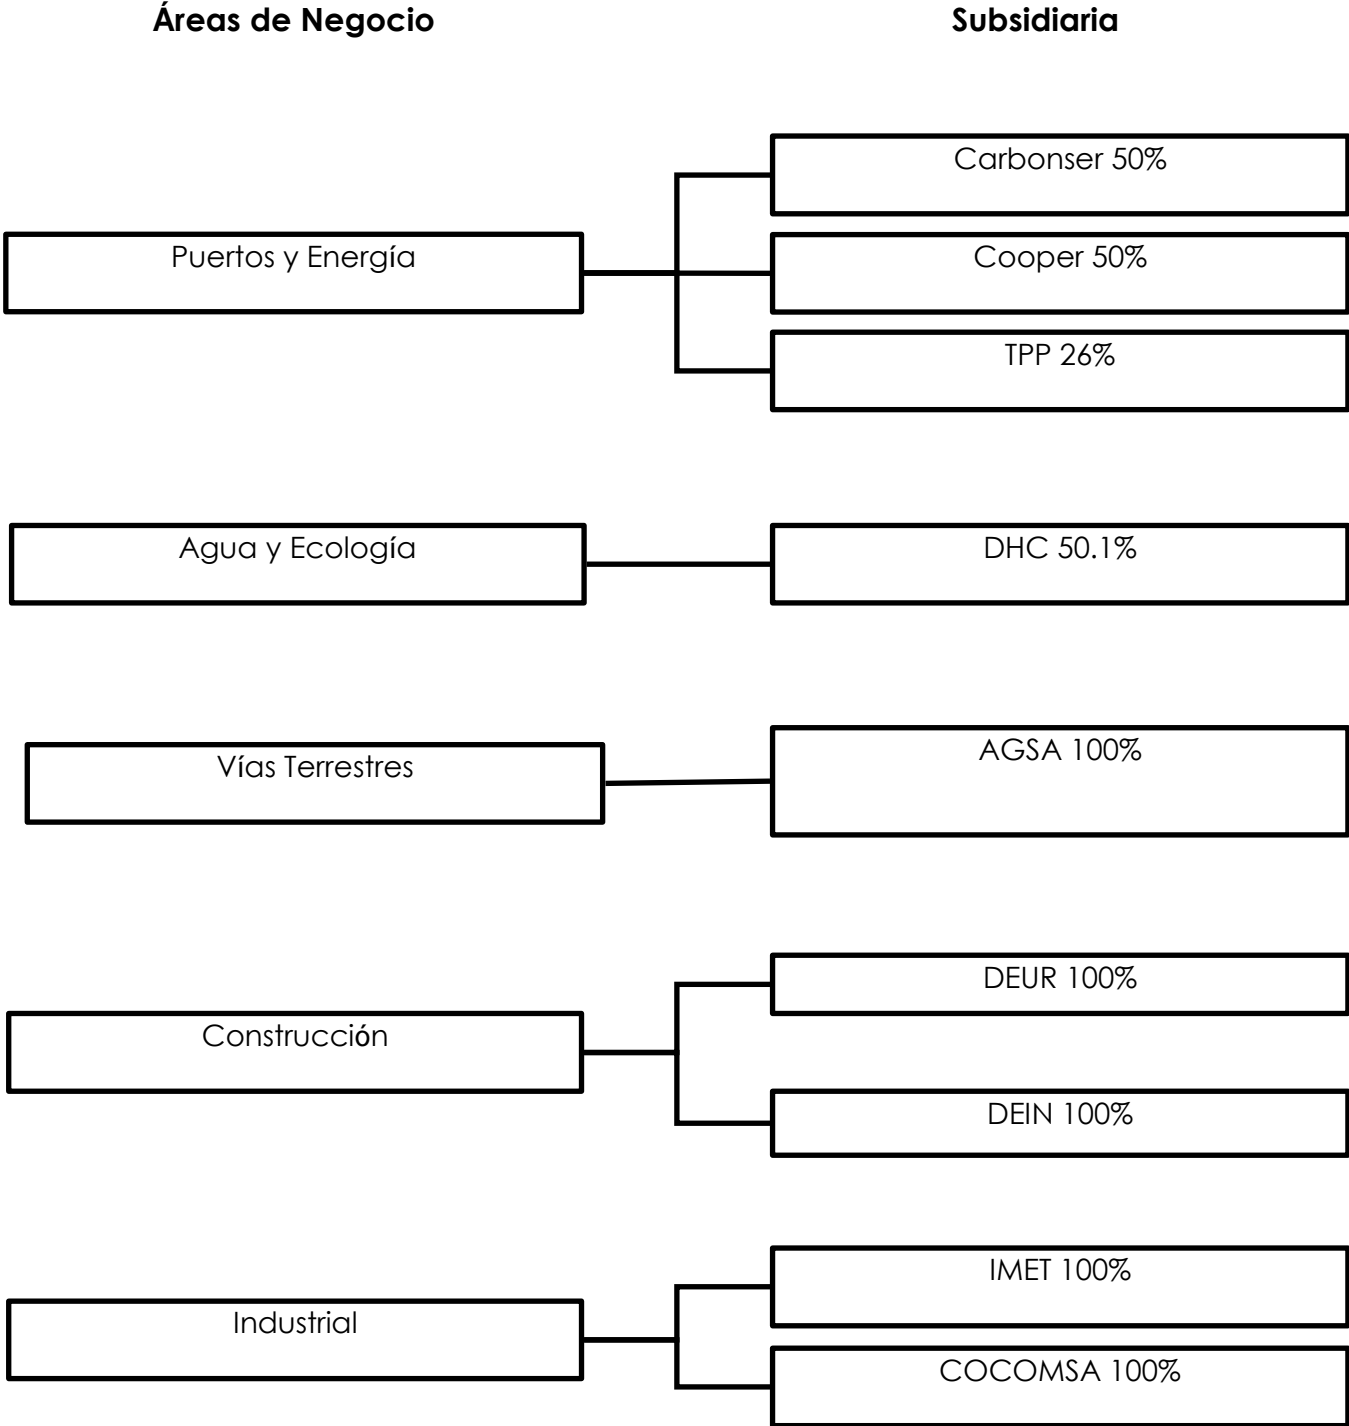 Áreas de Negocio
Subsidiaria
Carbonser 50%
Puertos y Energía
Cooper 50%
TPP 26%
Agua y Ecología
DHC 50.1%
Vías Terrestres
AGSA 100%
DEUR 100%
Construcción
DEIN 100%
IMET 100%
Industrial
COCOMSA 100%